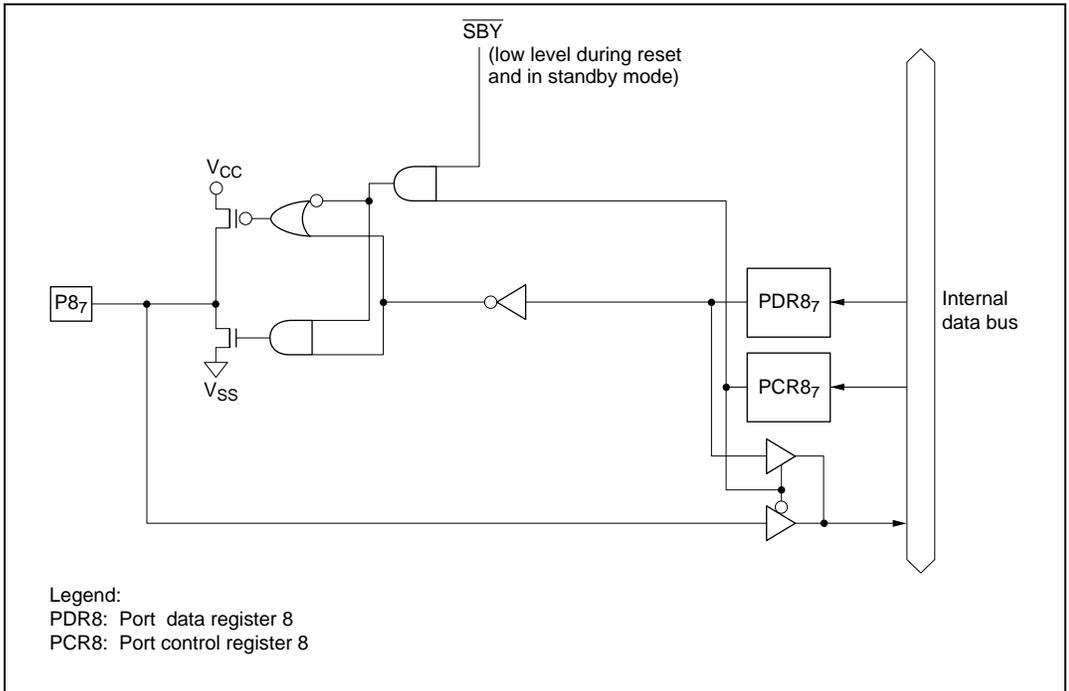 SBY
(low level during reset
and in standby mode)
VCC
P87
VSS
PDR87
PCR87
Internal
data bus
Legend:
PDR8: Port data register 8
PCR8: Port control register 8